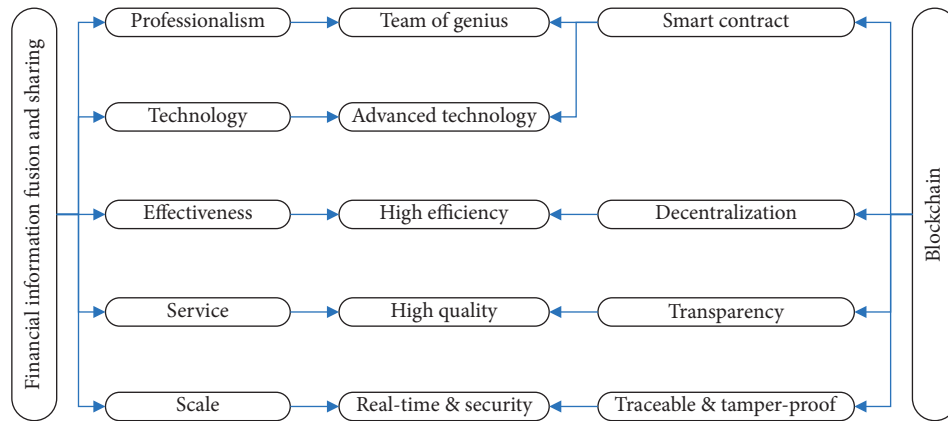 Financial information fusion and sharing
Professionalism
Team of genius
Smart contract
Technology
Advanced technology
Effectiveness
High efficiency
Decentralization
Service
High quality
Transparency
Scale
Real-time & security
Traceable & tamper-proof
Blockchain